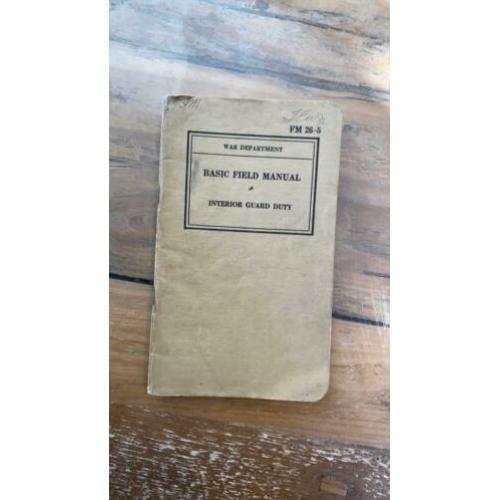 FM 26-5
WAR DEPARTMENT
BASIC FIELD MANUAL
INTERIOR GUARD DUTY